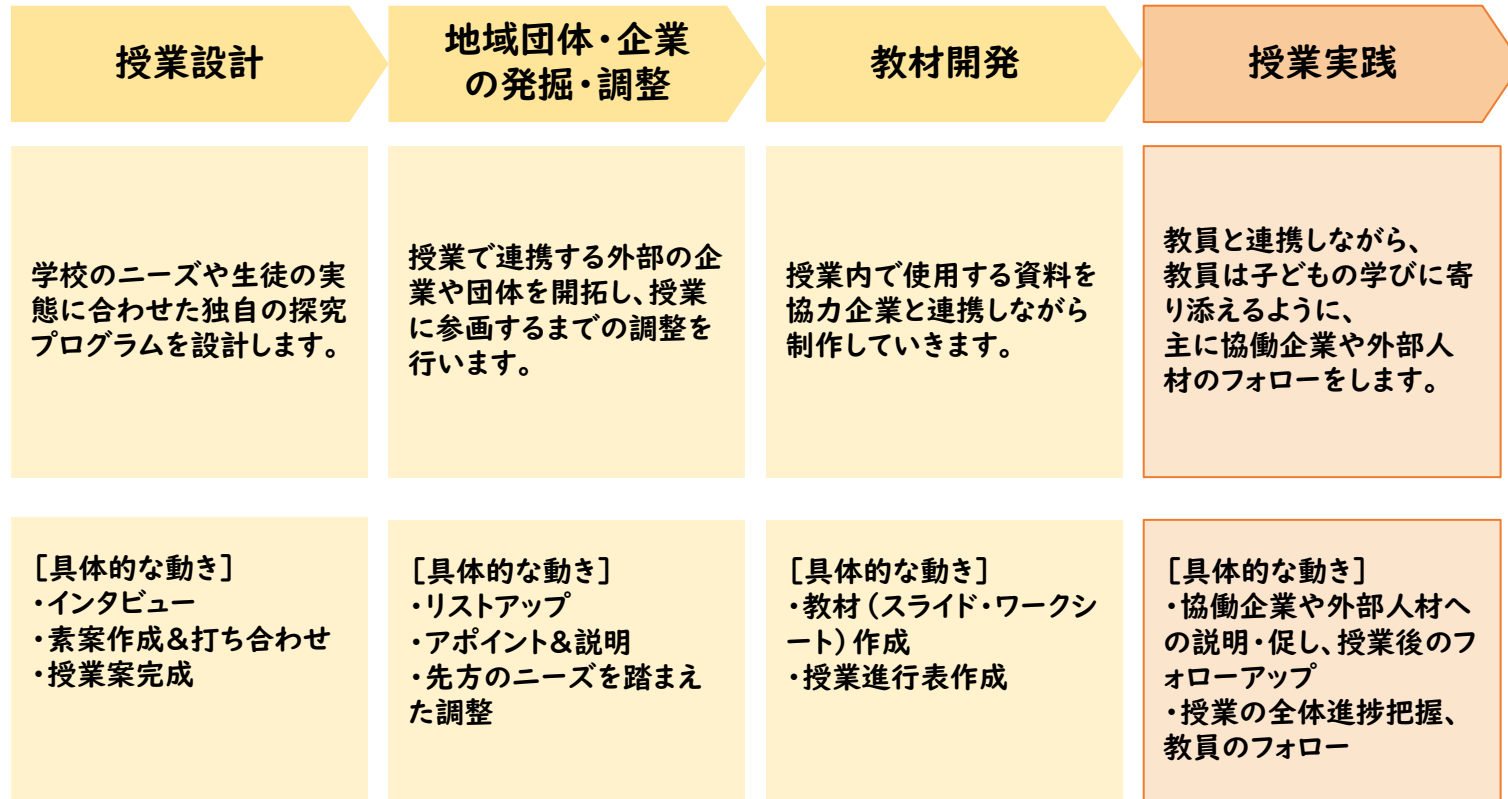 授業設計
地域団体・企業
の発掘・調整
教材開発
授業実践
学校のニーズや生徒の実
態に合わせた独自の探究
プログラムを設計します。
授業で連携する外部の企
業や団体を開拓し、授業
に参画するまでの調整を
行います。
授業内で使用する資料を
協力企業と連携しながら
制作していきます。
教員と連携しながら、
教員は子どもの学びに寄
り添えるように、
主に協働企業や外部人
材のフォローをします。
[具体的な動き]
・インタビュー
・素案作成&打ち合わせ
・授業案完成
[具体的な動き]
・リストアップ
・アポイント&説明
・先方のニーズを踏まえ
た調整
[具体的な動き]
・教材(スライド・ワークシ
ート)作成
・授業進行表作成
[具体的な動き]
・協働企業や外部人材へ
の説明・促し、授業後のフ
ォローアップ
・授業の全体進捗把握、
教員のフォロー